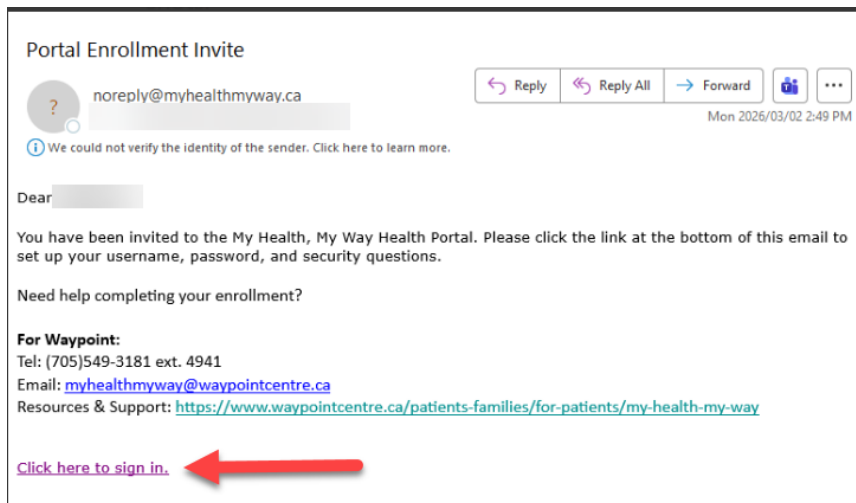 Portal Enrollment Invite
?
noreply@myhealthmyway.ca
Reply
Reply All
Forward
Mon 2026/03/02 2:49 PM
We could not verify the identity of the sender. Click here to learn more.
Dear
You have been invited to the My Health, My Way Health Portal. Please click the link at the bottom of this email to
set up your username, password, and security questions.
Need help completing your enrollment?
For Waypoint:
Tel: (705)549-3181 ext. 4941
Email: myhealthmyway@waypointcentre.ca
Resources & Support: https://www.waypointcentre.ca/patients-families/for-patients/my-health-my-way
Click here to sign in.